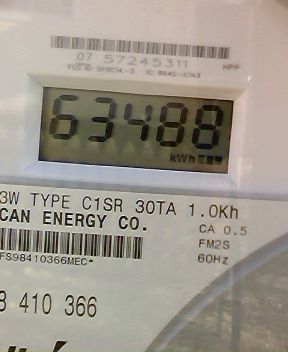 07 57245311 HPP
63488
kWh
3W TYPE C1SR 30TA 1.0Kh
CAN ENERGY CO.
CA 0.5
FM2S
60Hz
FS98410366MEC*
8 410 366